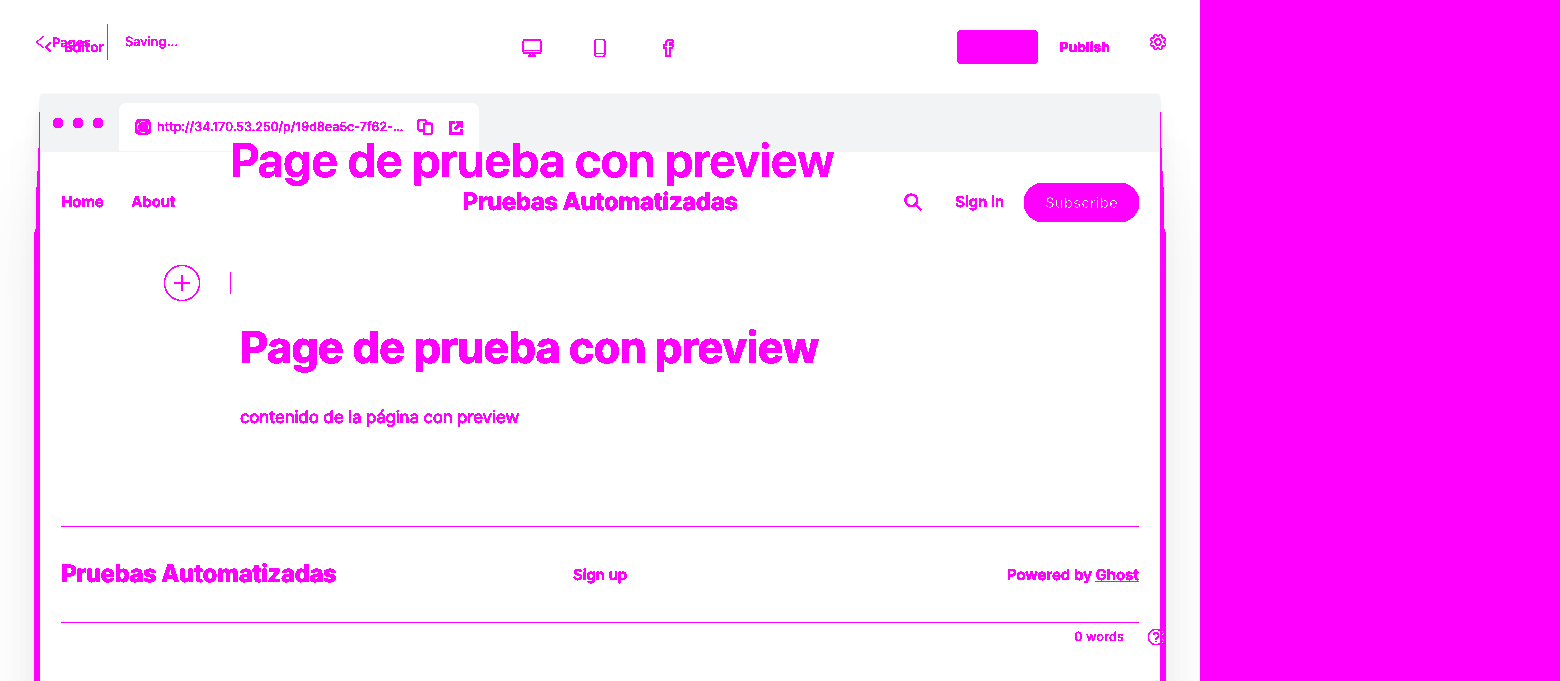 Pages
Editor
Saving...
Publish
http://34.170.53.250/p/19d8ea5c-7f62-...
Page de prueba con preview
Home
About
Pruebas Automatizadas
Sign in
Subscribe
Page de prueba con preview
contenido de la página con preview
Pruebas Automatizadas
Sign up
Powered by Ghost
0 words